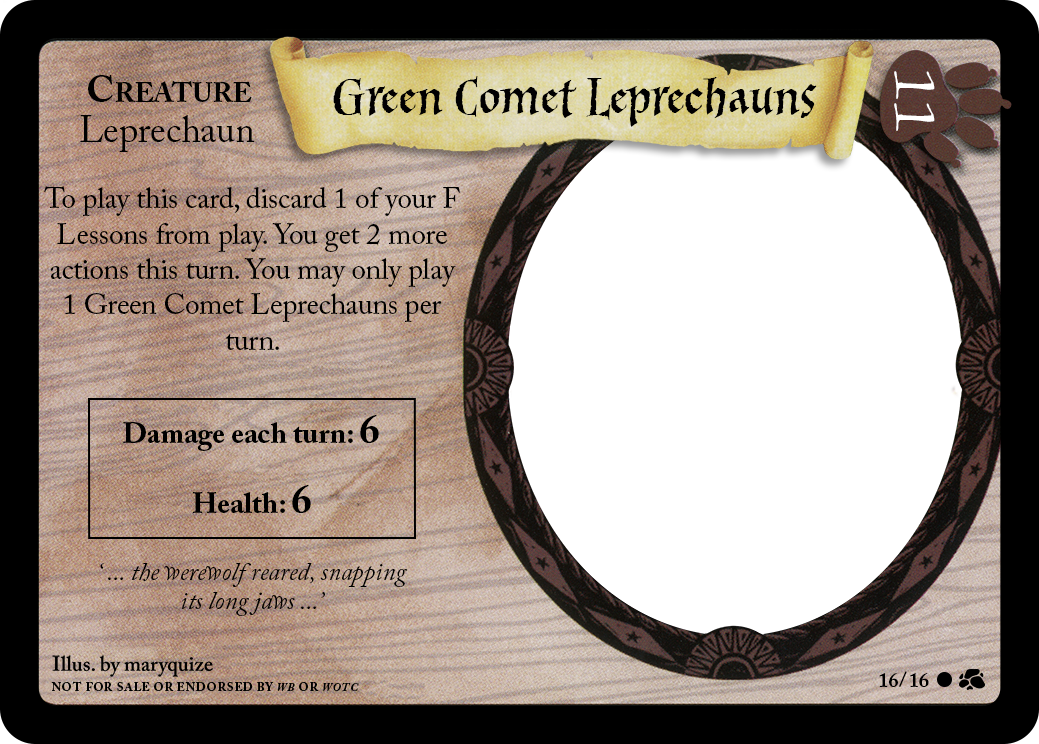 Green Comet Leprechauns
11
CREATURE
Leprechaun
To play this card, discard 1 of your F
Lessons from play. You get 2 more
actions this turn. You may only play
1 Green Comet Leprechauns per
turn.
Damage each turn: 6
Health: 6
‘ ... the werewolf reared, snapping
its long jaws ...’
Illus. by maryquize
NOT FOR SALE OR ENDORSED BY WB OR WOTC
16/16